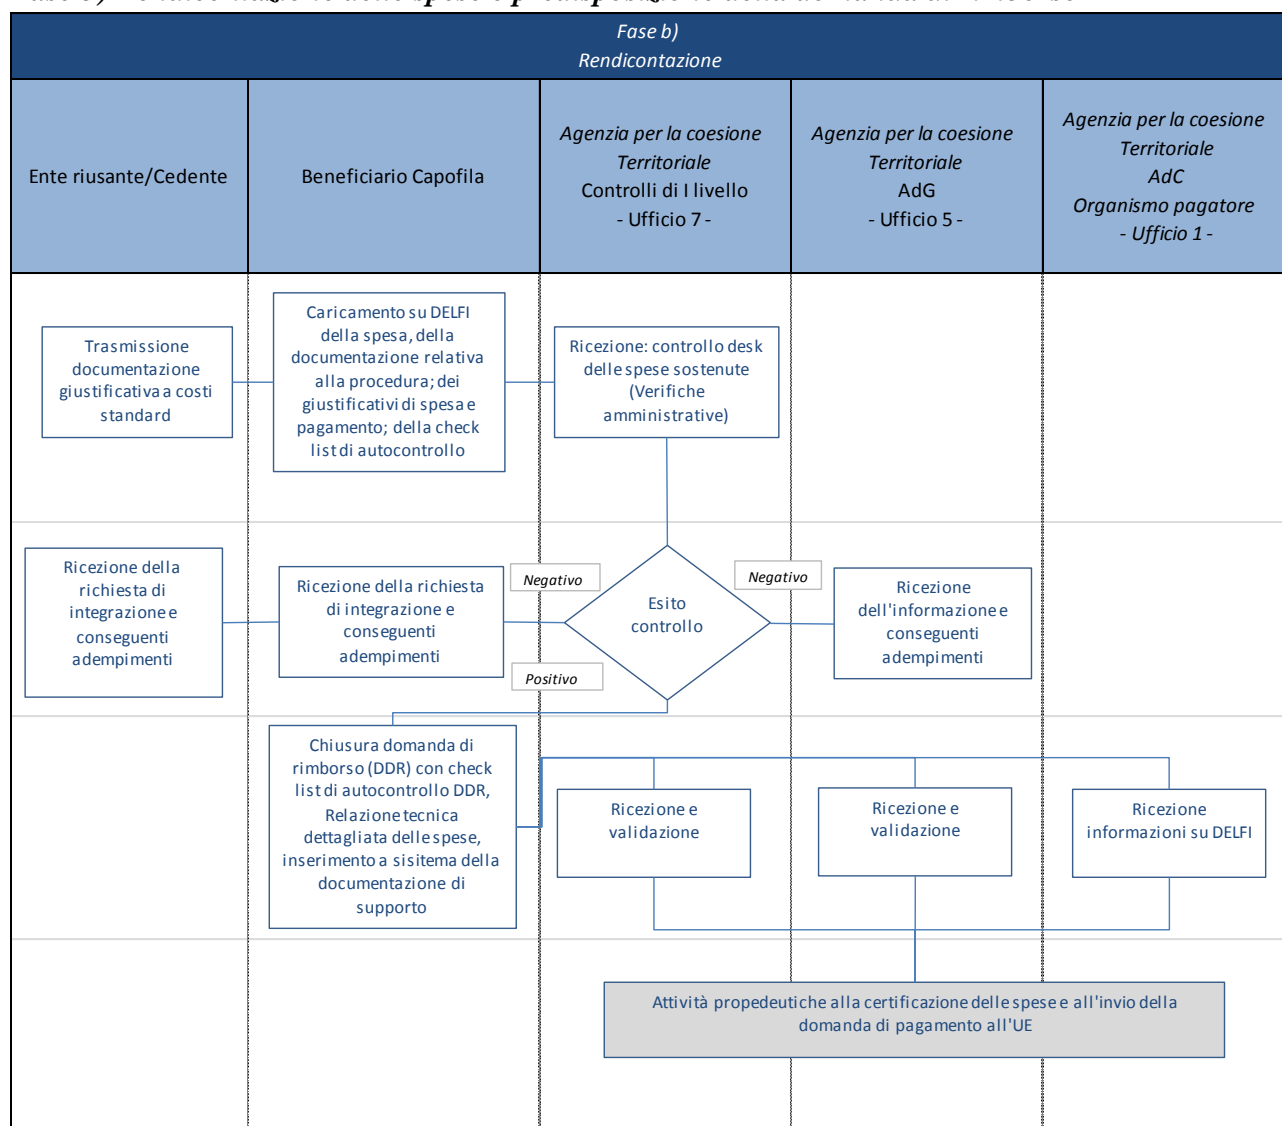 Fase b)
Rendicontazione
Ente riusante/Cedente
Beneficiario Capofila
Agenzia per la coesione
Territoriale
Controlli di I livello
- Ufficio 7 -
Agenzia per la coesione
Territoriale
AdG
- Ufficio 5 -
Agenzia per la coesione
Territoriale
AdC
Organismo pagatore
- Ufficio 1 -
Trasmissione
documentazione
giustificativa a costi
standard
Caricamento su DELFI
della spesa, della
documentazione relativa
alla procedura; dei
giustificativi di spesa e
pagamento; della check
list di autocontrollo
Ricezione: controllo desk
delle spese sostenute
(Verifiche
amministrative)
Ricezione della
richiesta di
integrazione e
conseguenti
adempimenti
Ricezione della richiesta
di integrazione e
conseguenti
adempimenti
Negativo
Esito
controllo
Negativo
Ricezione
dell'informazione e
conseguenti
adempimenti
Positivo
Chiusura domanda di
rimborso (DDR) con check
list di autocontrollo DDR,
Relazione tecnica
dettagliata delle spese,
inserimento a sisitema della
documentazione di
supporto
Ricezione e
validazione
Ricezione e
validazione
Ricezione
informazioni su DELFI
Attività propedeutiche alla certificazione delle spese e all'invio della
domanda di pagamento all'UE